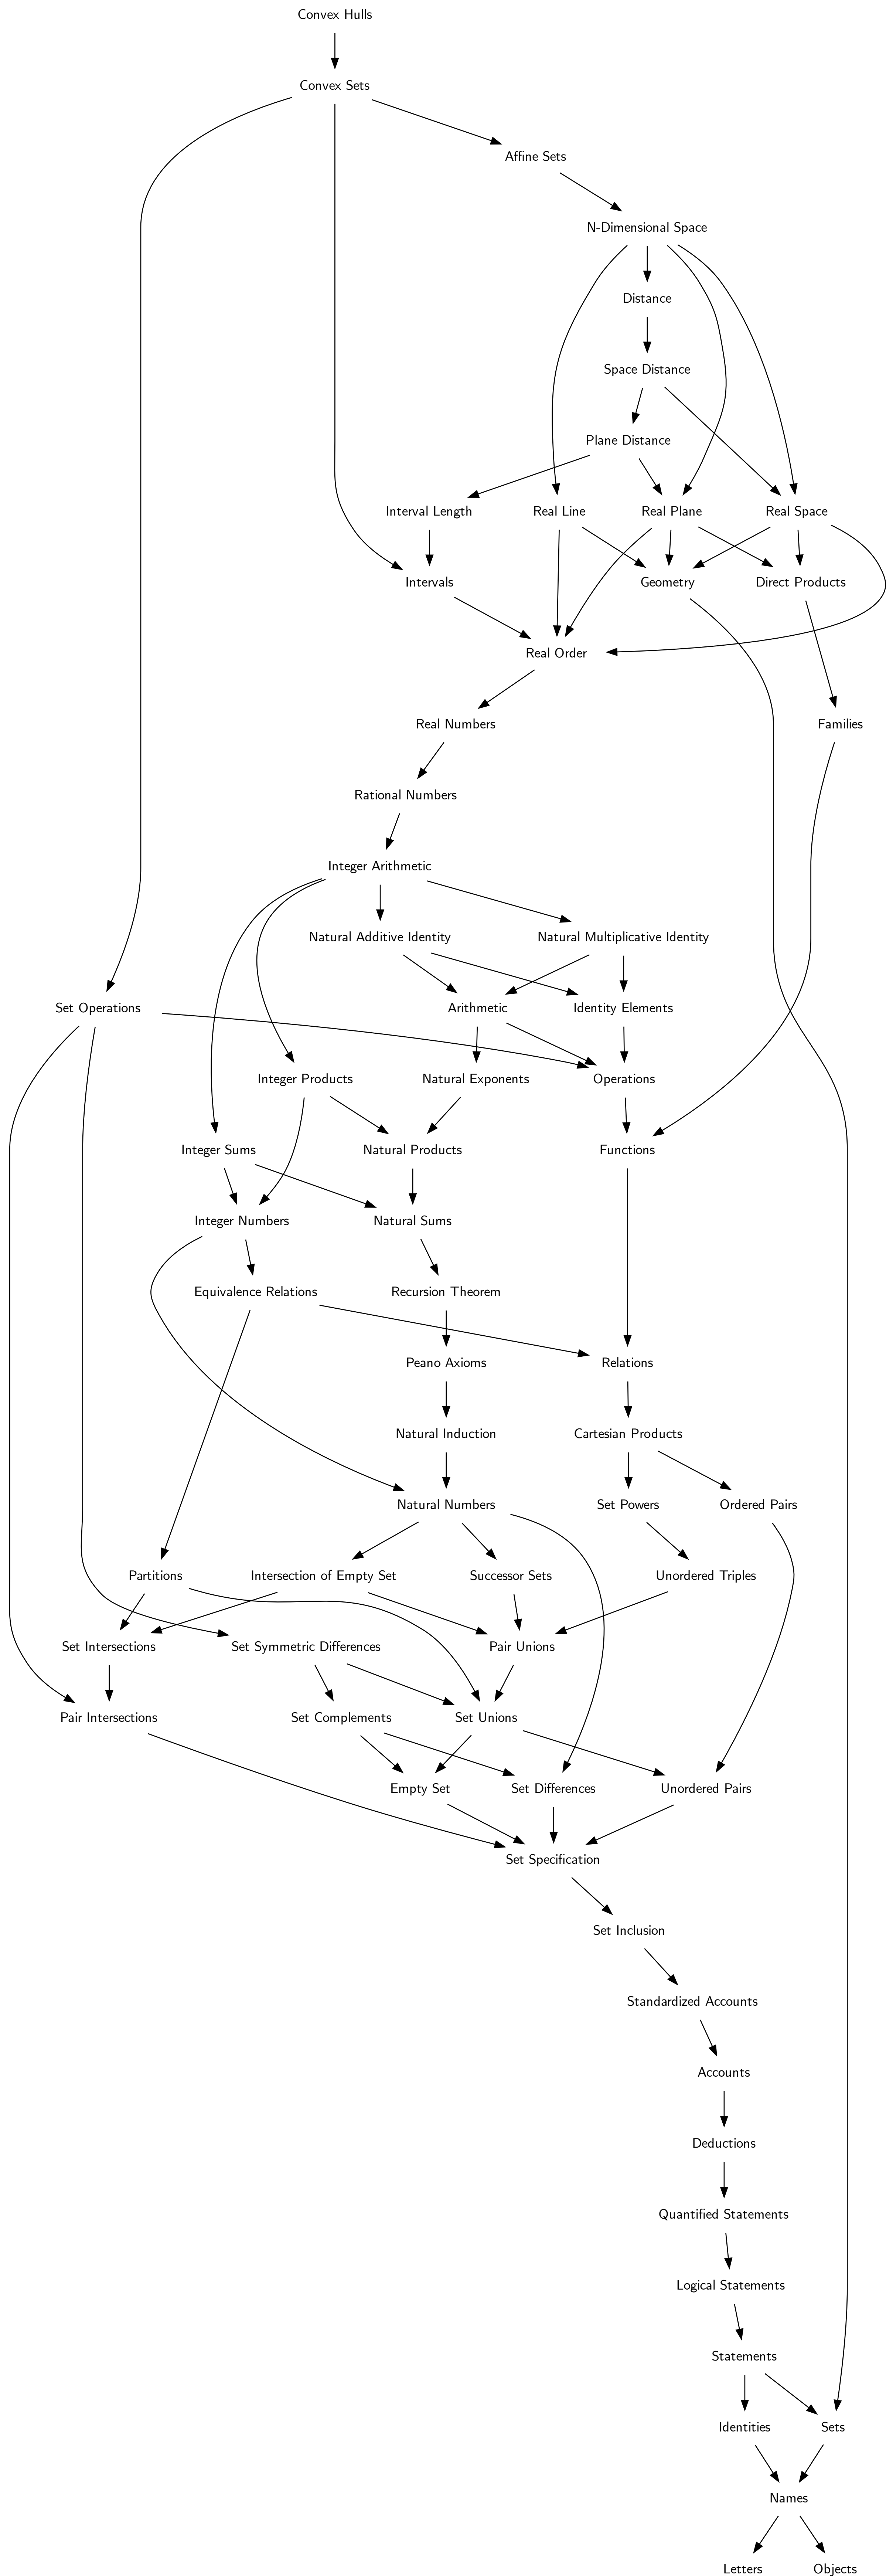 Convex Hulls
Convex Sets
Affine Sets
N-Dimensional Space
Distance
Space Distance
Plane Distance
Interval Length
Real Line
Real Plane
Real Space
Intervals
Geometry
Direct Products
Real Order
Real Numbers
Families
Rational Numbers
Integer Arithmetic
Natural Additive Identity
Natural Multiplicative Identity
Set Operations
Arithmetic
Identity Elements
Integer Products
Natural Exponents
Operations
Integer Sums
Natural Products
Functions
Integer Numbers
Natural Sums
Equivalence Relations
Recursion Theorem
Peano Axioms
Relations
Natural Induction
Cartesian Products
Natural Numbers
Set Powers
Ordered Pairs
Partitions
Intersection of Empty Set
Successor Sets
Unordered Triples
Set Intersections
Set Symmetric Differences
Pair Unions
Pair Intersections
Set Complements
Set Unions
Empty Set
Set Differences
Unordered Pairs
Set Specification
Set Inclusion
Standardized Accounts
Accounts
Deductions
Quantified Statements
Logical Statements
Statements
Identities
Sets
Names
Letters
Objects